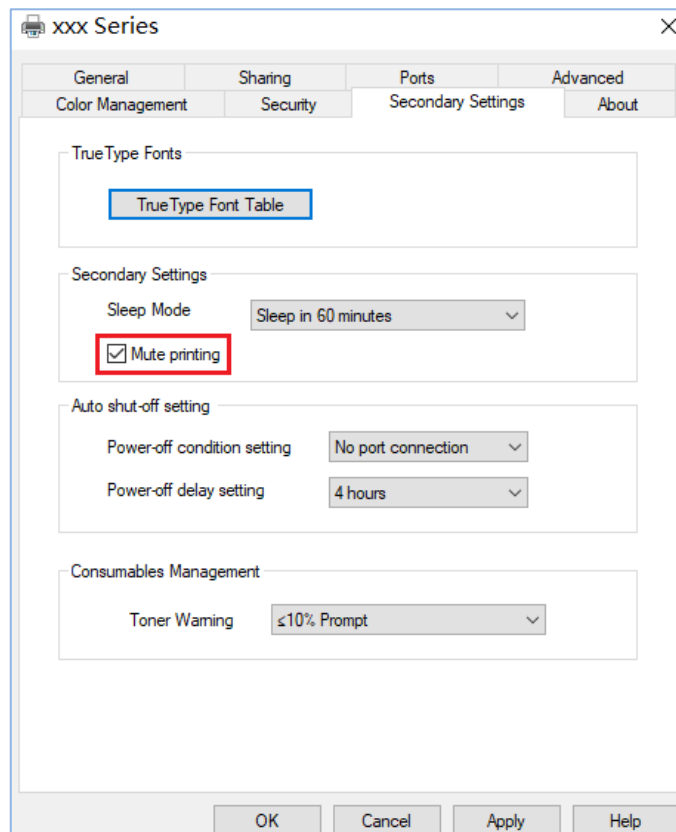 xxx Series
General Sharing Ports Advanced
Color Management Security Secondary Settings About
TrueType Fonts
TrueType Font Table
Secondary Settings
Sleep Mode Sleep in 60 minutes
Mute printing
Auto shut-off setting
Power-off condition setting No port connection
Power-off delay setting 4 hours
Consumables Management
Toner Warning ≤10% Prompt
OK Cancel Apply Help